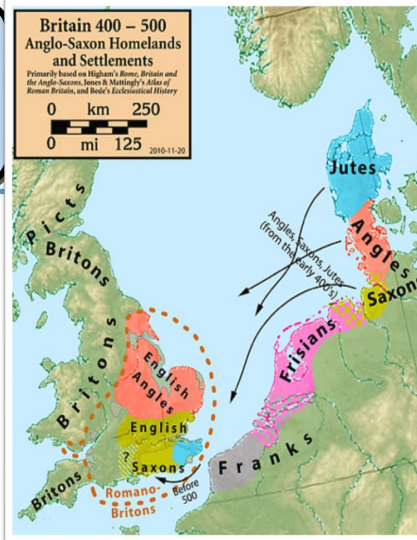 Britain 400 – 500
Anglo-Saxon Homelands
and Settlements
Primarily based on Higham's Rome, Britain and
the Anglo-Saxons, Jones & Mattingly's Atlas of
Roman Britain, and Bede's Ecclesiastical History
0 km 250
0 mi 125
2010-11-20
Jutes
Picts
Angles
Britons
Angles, Saxons, Jutes
(from the early 400's)
Saxon
Britons
Frisians
English
Angles
English
Saxons
?
Franks
Britons
Before
500
Romano-
Britons